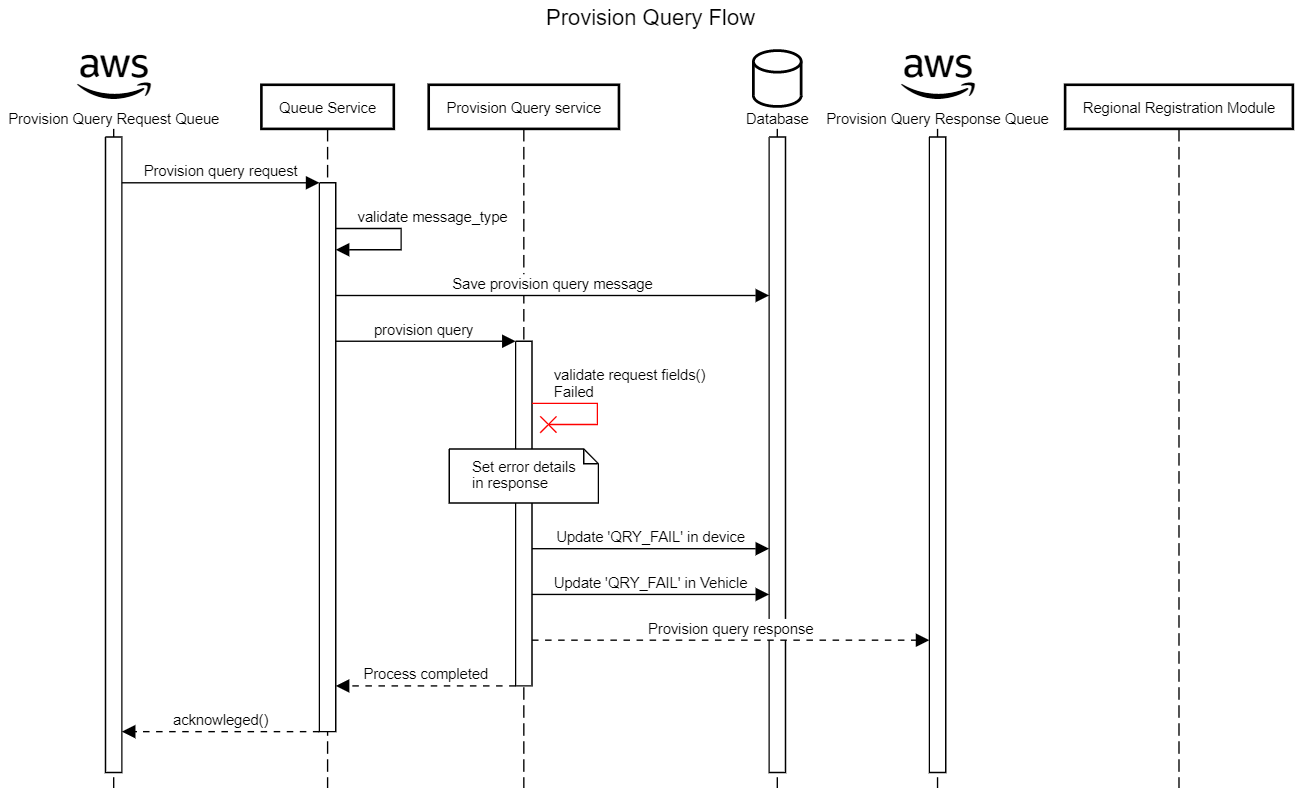 Provision Query Flow
aws
aws
Provision Query Request Queue
Queue Service
Provision Query service
Database
Provision Query Response Queue
Regional Registration Module
Provision query request
validate message_type
Save provision query message
provision query
validate request fields()
Failed
Set error details
in response
Update 'QRY_FAIL' in device
Update 'QRY_FAIL' in Vehicle
Provision query response
Process completed
acknowleged()